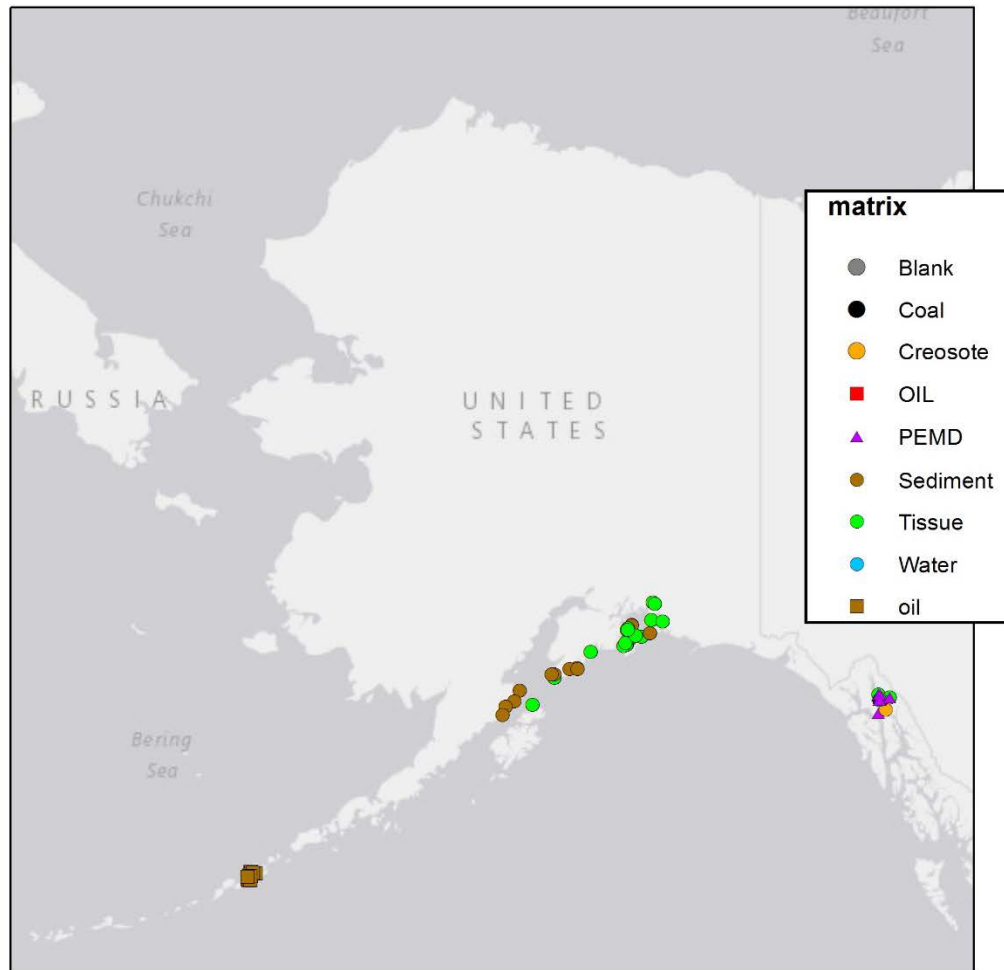 Beaufort
Sea
Chukchi
Sea
RUSSIA
UNITED
STATES
Bering
Sea
matrix
Blank
Coal
Creosote
OIL
PEMD
Sediment
Tissue
Water
oil